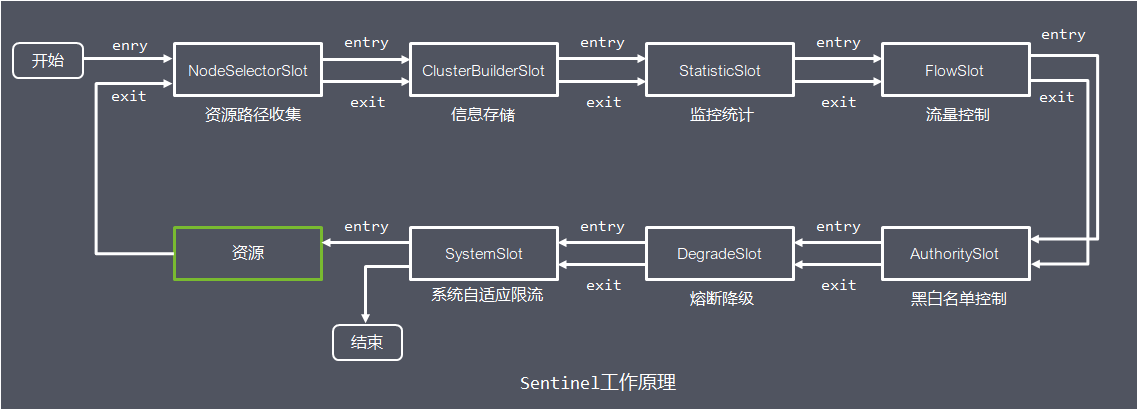 开始
enry
exit
NodeSelectorSlot
资源路径收集
entry
exit
ClusterBuilderSlot
信息存储
entry
exit
StatisticSlot
监控统计
entry
exit
FlowSlot
流量控制
entry
exit
AuthoritySlot
黑白名单控制
entry
exit
DegradeSlot
熔断降级
entry
exit
SystemSlot
系统自适应限流
entry
资源
结束
Sentinel工作原理